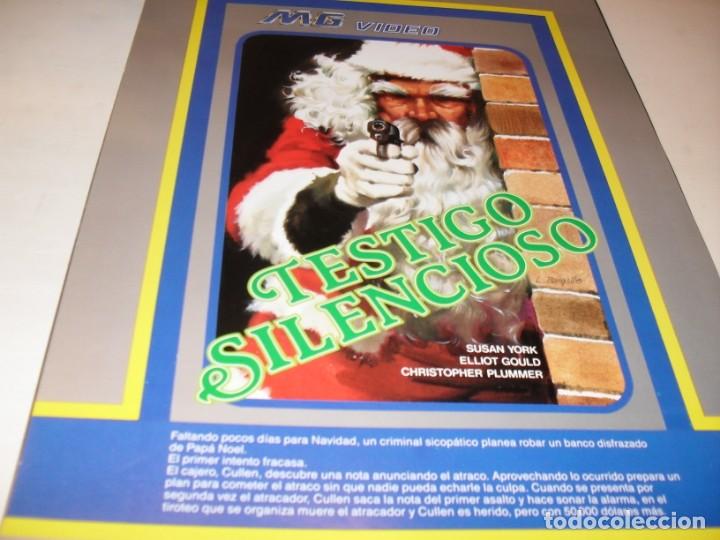 M.G VIDEO
TESTIGO
SILENCIOSO
SUSAN YORK
ELLIOT GOULD
CHRISTOPHER PLUMMER
Faltando pocos días para Navidad, un criminal sicopático planea robar un banco disfrazado
de Papá Noel.
El primer intento fracasa.
El cajero, Cullen, descubre una nota anunciando el atraco. Aprovechando lo ocurrido prepara un
plan para cometer el atraco sin que nadie pueda echarle la culpa. Cuando se presenta por
segunda vez el atracador, Cullen saca la nota del primer asalto y hace sonar la alarma, en el
tiroteo que se organiza muere el atracador y Cullen es herido, pero con 50.000 dólares más.
todocoleccion